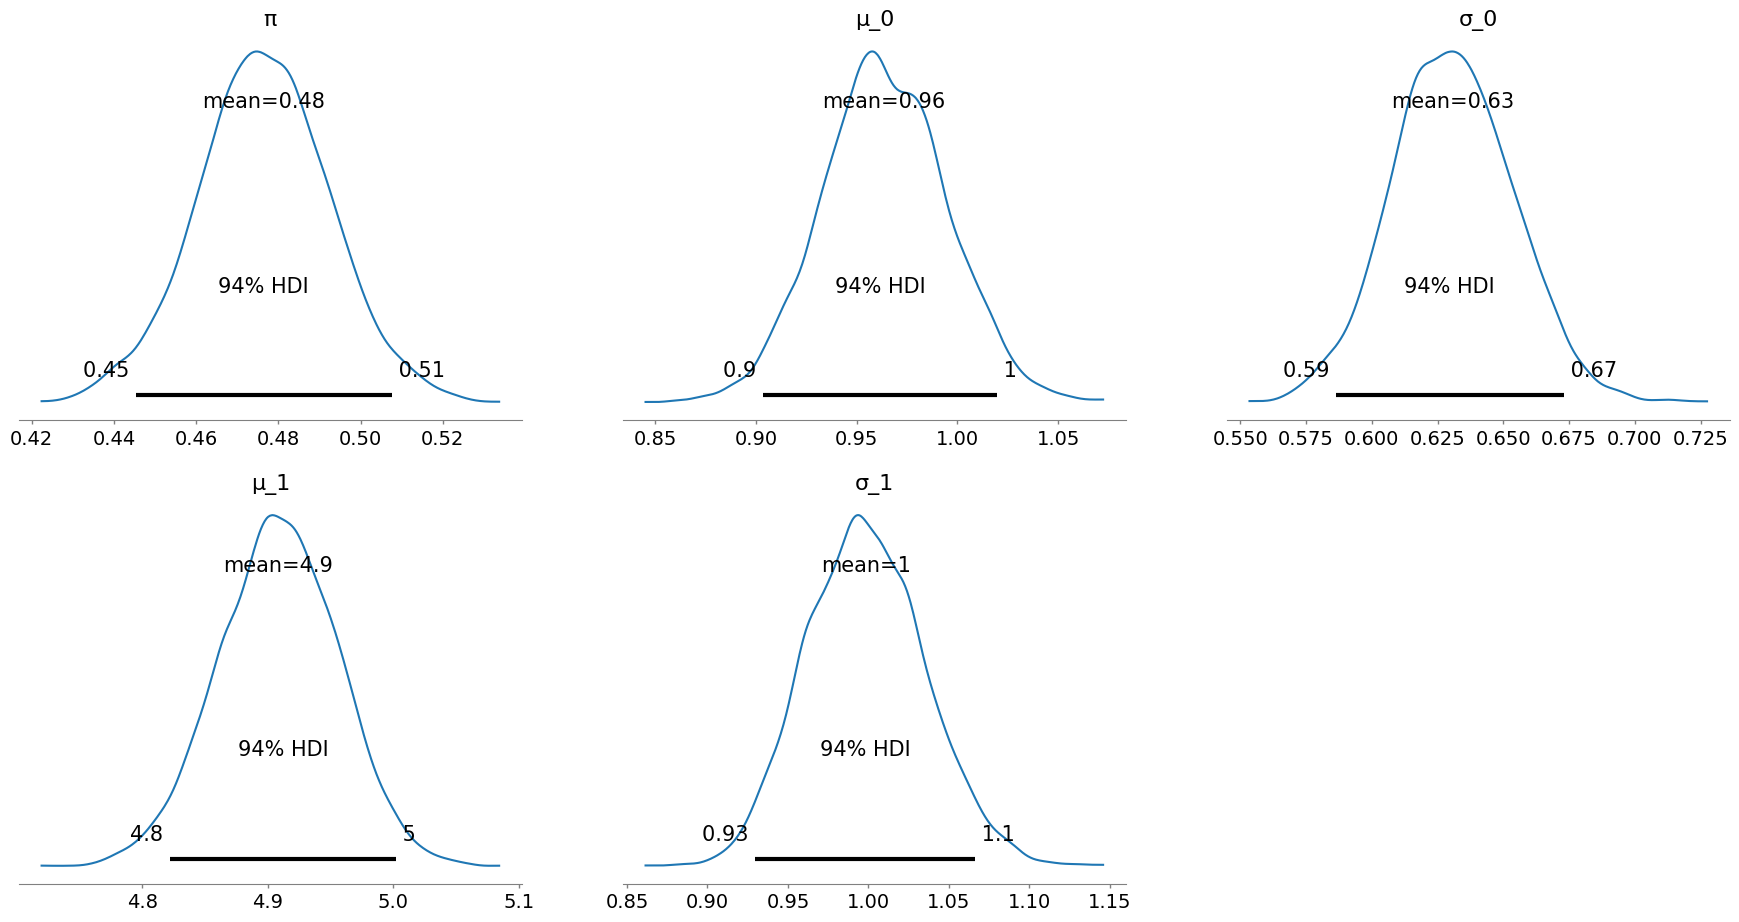 π
mean=0.48
94% HDI
0.45 0.51
0.42 0.44 0.46 0.48 0.50 0.52
μ_0
mean=0.96
94% HDI
0.9 1
0.85 0.90 0.95 1.00 1.05
σ_0
mean=0.63
94% HDI
0.59 0.67
0.550 0.575 0.600 0.625 0.650 0.675 0.700 0.725
μ_1
mean=4.9
94% HDI
4.8 5
4.8 4.9 5.0 5.1
σ_1
mean=1
94% HDI
0.93 1.1
0.85 0.90 0.95 1.00 1.05 1.10 1.15